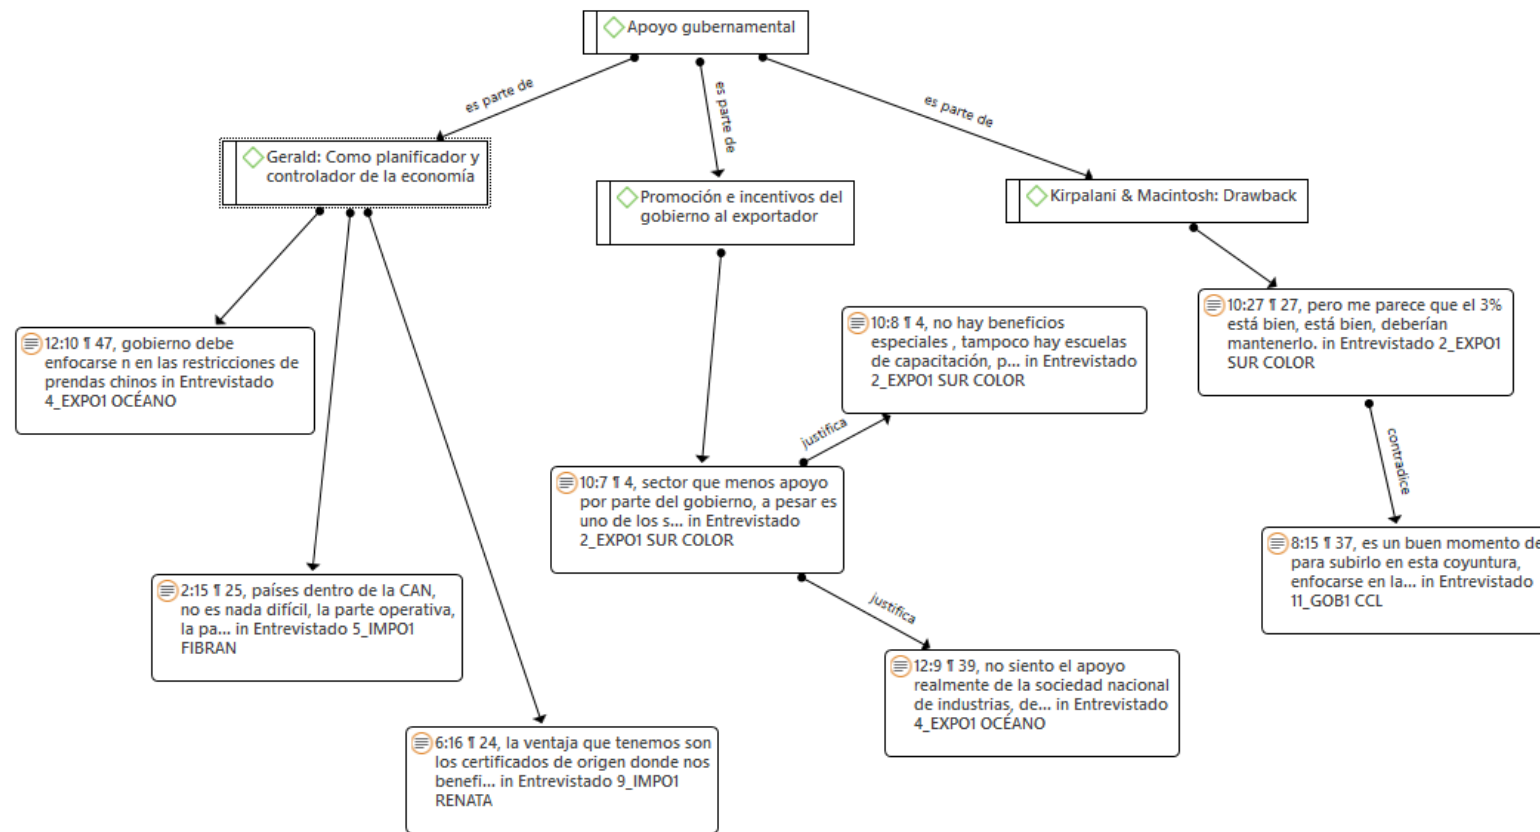 Apoyo gubernamental
es parte de
es parte de
es parte de
Gerald: Como planificador y
controlador de la economía
Promoción e incentivos del
gobierno al exportador
Kirpalani & Macintosh: Drawback
12:10 ¶ 47, gobierno debe
enfocarse n en las restricciones de
prendas chinos in Entrevistado
4_EXPO1 OCÉANO
10:8 ¶ 4, no hay beneficios
especiales , tampoco hay escuelas
de capacitación, p... in Entrevistado
2_EXPO1 SUR COLOR
10:27 ¶ 27, pero me parece que el 3%
está bien, está bien, deberían
mantenerlo. in Entrevistado 2_EXPO1
SUR COLOR
justifica
contradice
10:7 ¶ 4, sector que menos apoyo
por parte del gobierno, a pesar es
uno de los s... in Entrevistado
2_EXPO1 SUR COLOR
8:15 ¶ 37, es un buen momento de
para subirlo en esta coyuntura,
enfocarse en la... in Entrevistado
11_GOB1 CCL
2:15 ¶ 25, países dentro de la CAN,
no es nada difícil, la parte operativa,
la pa... in Entrevistado 5_IMPO1
FIBRAN
justifica
12:9 ¶ 39, no siento el apoyo
realmente de la sociedad nacional
de industrias, de... in Entrevistado
4_EXPO1 OCÉANO
6:16 ¶ 24, la ventaja que tenemos son
los certificados de origen donde nos
benefi... in Entrevistado 9_IMPO1
RENATA